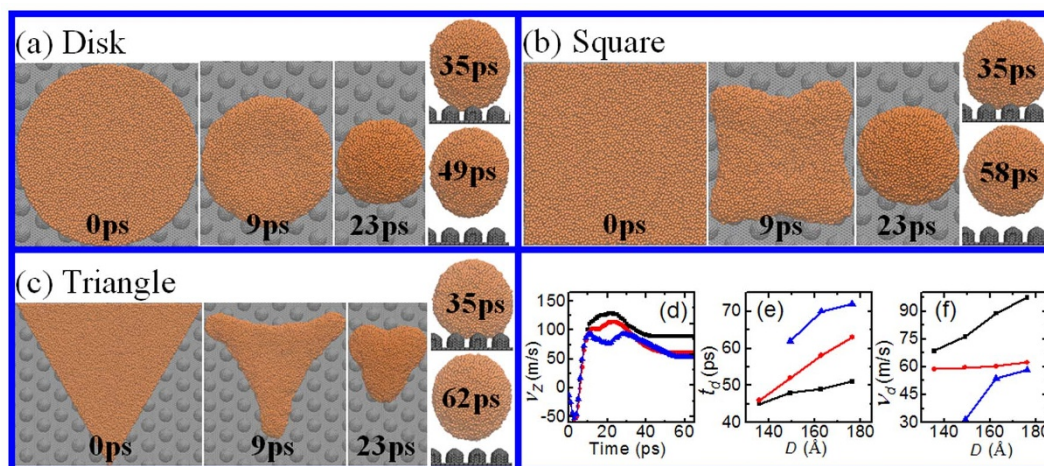 (a) Disk
0ps
9ps
23ps
35ps
49ps
(b) Square
0ps
9ps
23ps
35ps
58ps
(c) Triangle
0ps
9ps
23ps
35ps
62ps
(d)
v_Z (m/s)
150
100
50
0
-50
0 20 40 60
Time (ps)
(e)
t_d (ps)
70
60
50
40
140 160 180
D (Å)
(f)
v_d (m/s)
90
75
60
45
30
140 160 180
D (Å)